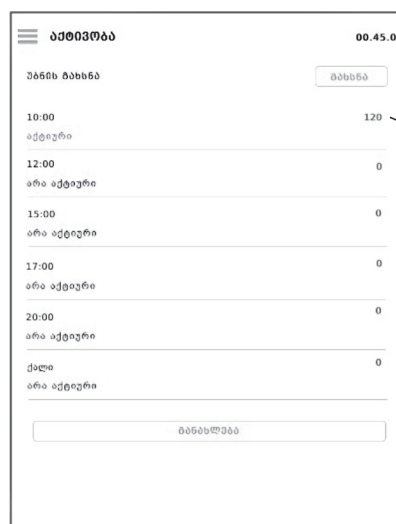 აქტივობა 00.45.0
უბნის გახსნა გახსნა
10:00 120
აქტიური
12:00 0
არა აქტიური
15:00 0
არა აქტიური
17:00 0
არა აქტიური
20:00 0
არა აქტიური
ქალი 0
არა აქტიური
განახლება